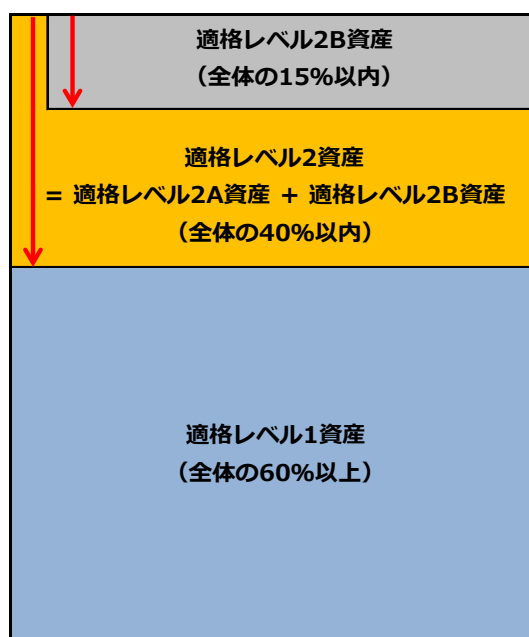 適格レベル2B資産
（全体の15%以内）
適格レベル2資産
= 適格レベル2A資産 + 適格レベル2B資産
（全体の40%以内）
適格レベル1資産
（全体の60%以上）